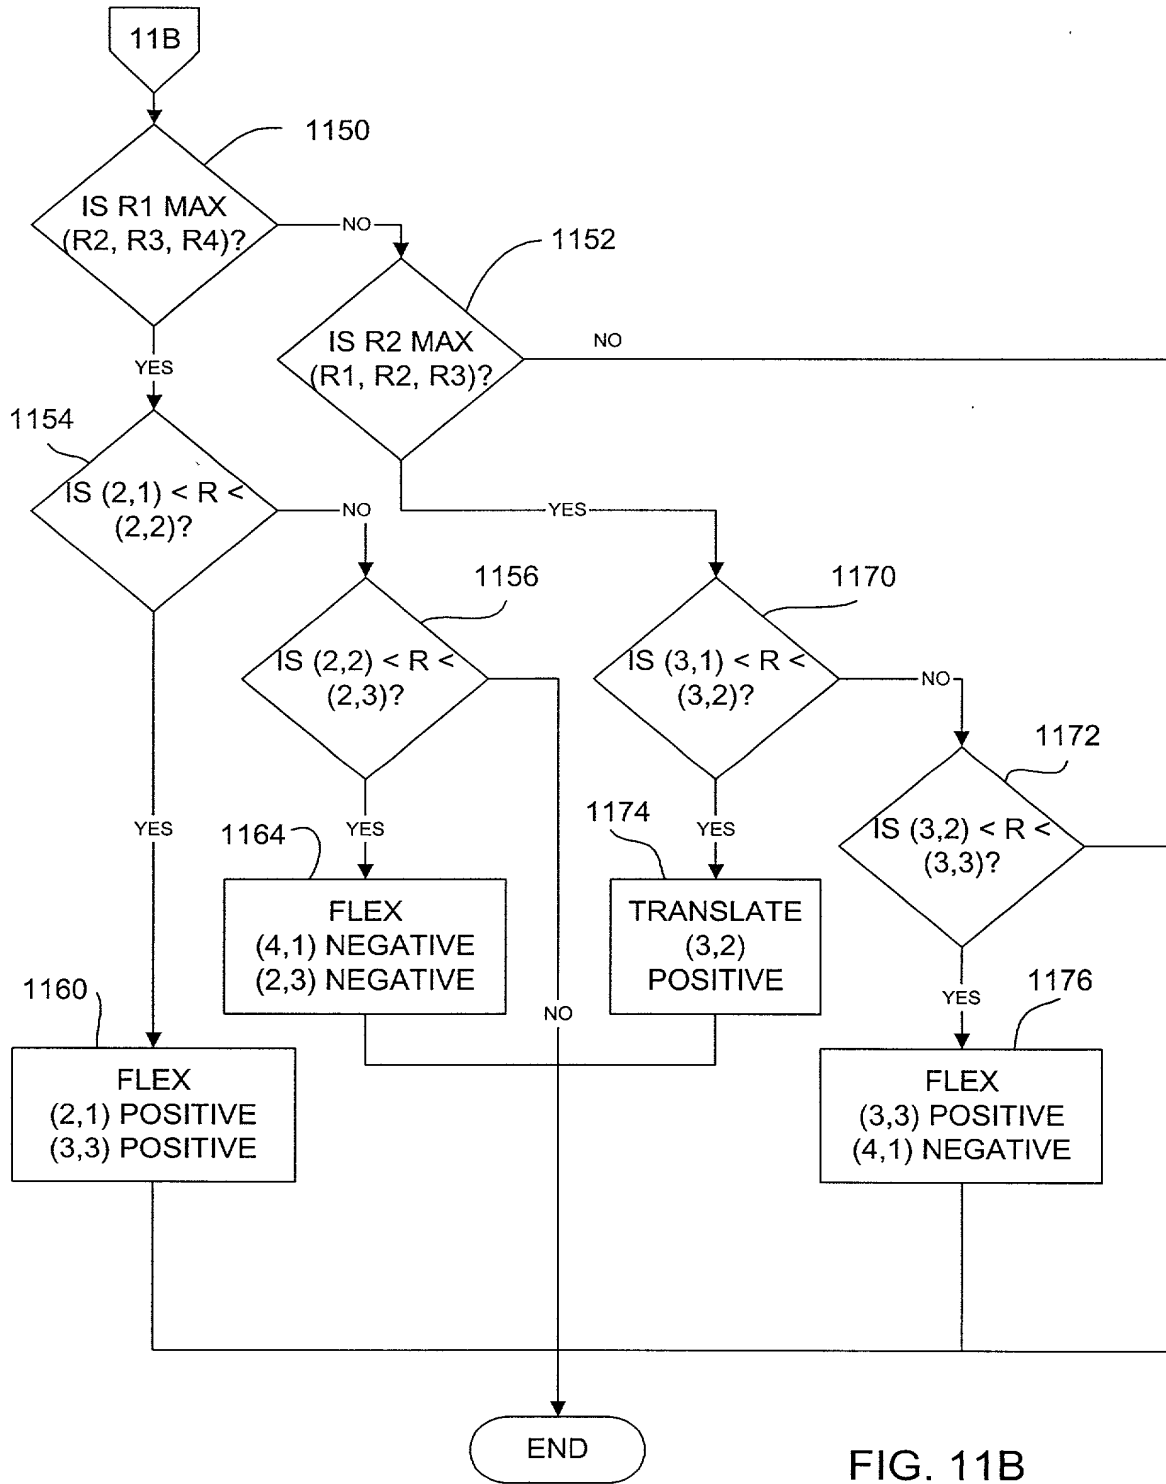 11B
1150
IS R1 MAX
(R2, R3, R4)?
NO
1152
IS R2 MAX
(R1, R2, R3)?
NO
YES
1154
IS (2,1) < R <
(2,2)?
NO
YES
1156
IS (2,2) < R <
(2,3)?
1170
IS (3,1) < R <
(3,2)?
NO
1172
IS (3,2) < R <
(3,3)?
YES
1164
YES
1174
YES
FLEX
(4,1) NEGATIVE
(2,3) NEGATIVE
TRANSLATE
(3,2)
POSITIVE
1160
NO
YES
1176
FLEX
(2,1) POSITIVE
(3,3) POSITIVE
FLEX
(3,3) POSITIVE
(4,1) NEGATIVE
END
FIG. 11B